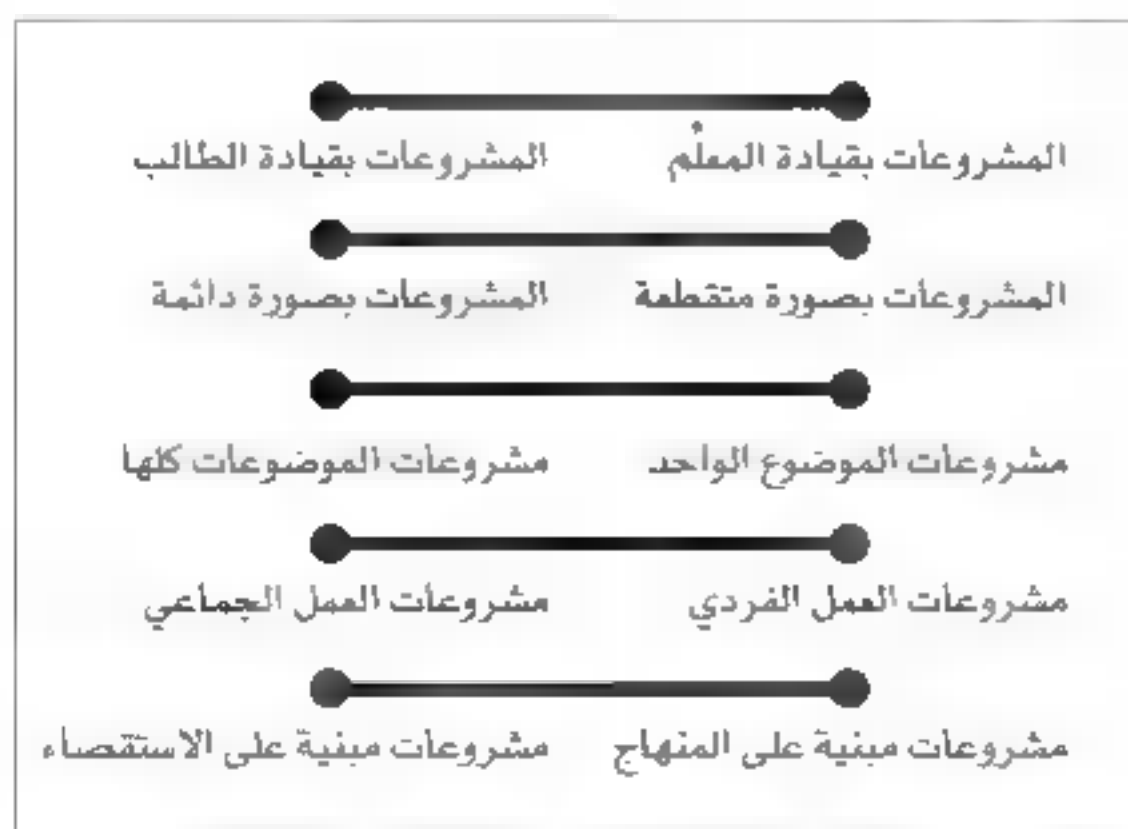 المشروعات بقيادة المعلّم المشروعات بقيادة الطالب
المشروعات بصورة متقطعة المشروعات بصورة دائمة
مشروعات الموضوع الواحد مشروعات الموضوعات كلها
مشروعات العمل الفردي مشروعات العمل الجماعي
مشروعات مبنية على المنهاج مشروعات مبنية على الاستقصاء